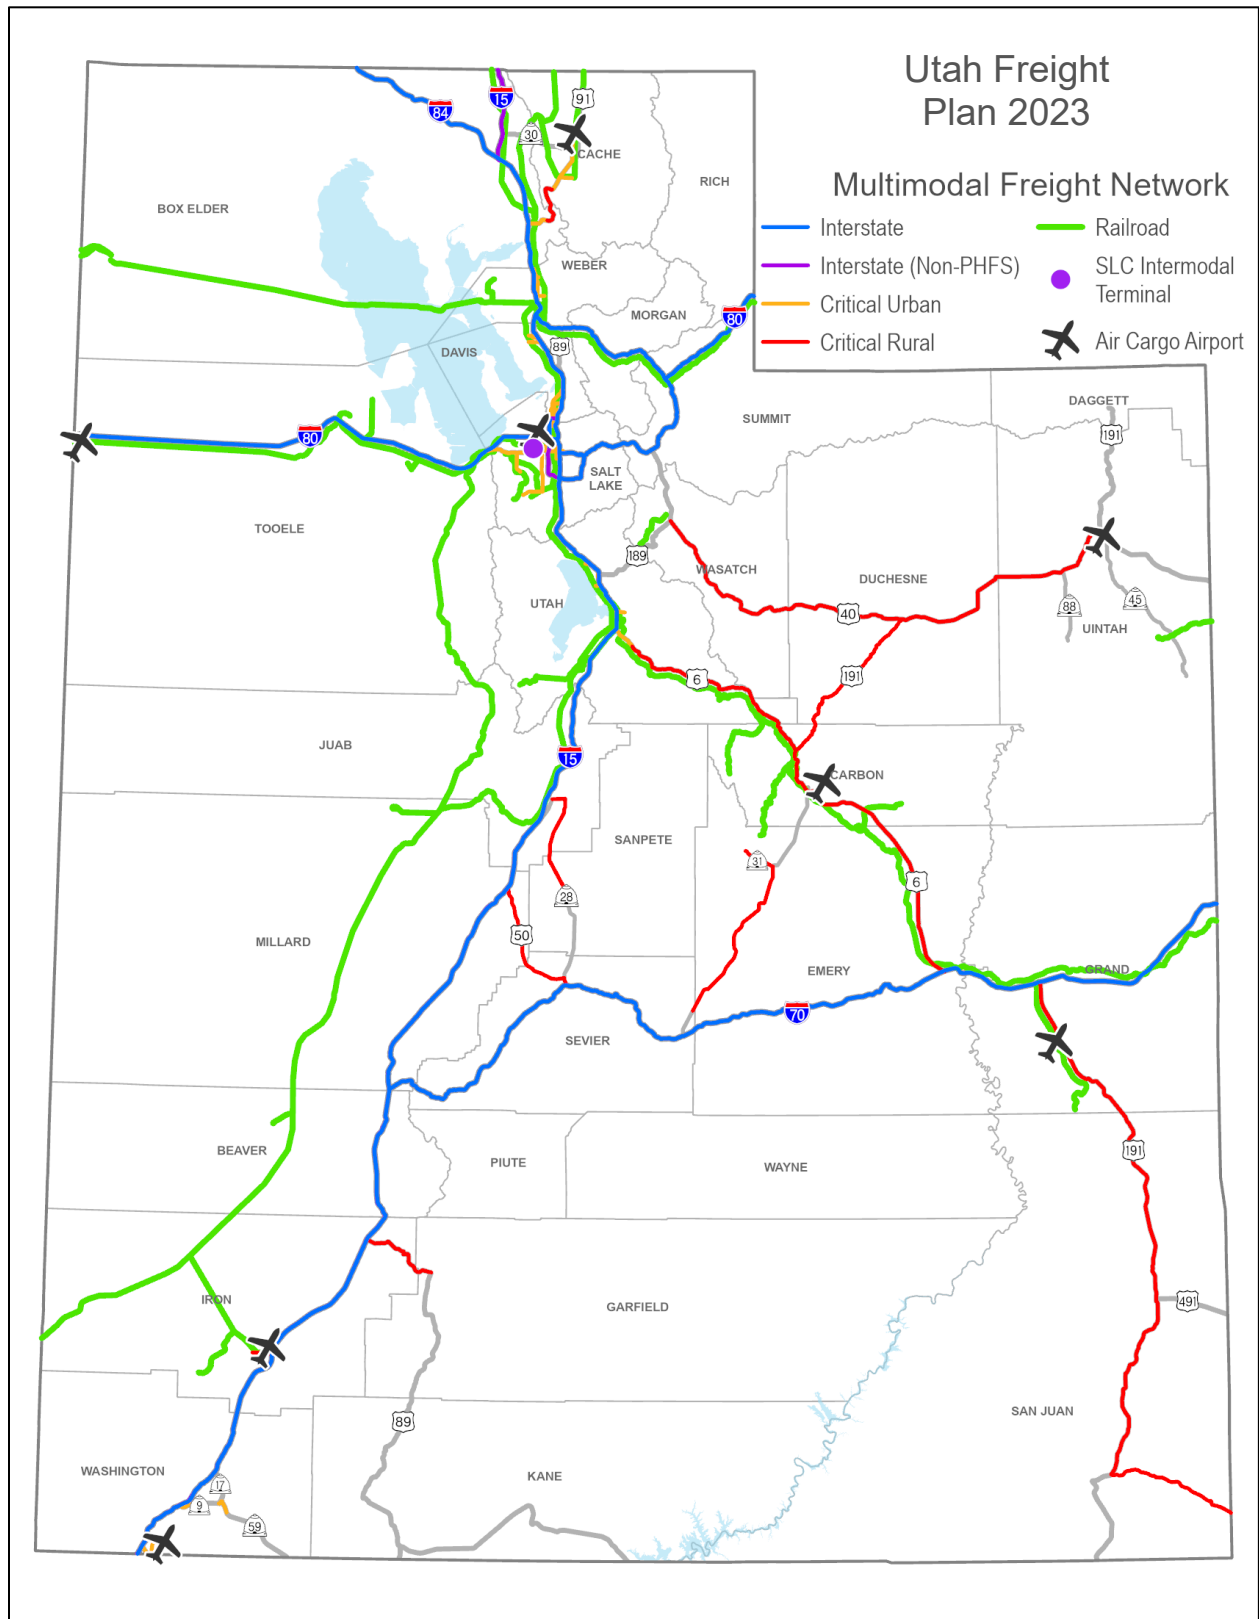 Utah Freight
Plan 2023
Multimodal Freight Network
Interstate
Interstate (Non-PHFS)
Critical Urban
Critical Rural
Railroad
SLC Intermodal
Terminal
Air Cargo Airport
84
15
91
30
CACHE
RICH
BOX ELDER
WEBER
MORGAN
80
89
DAVIS
SUMMIT
DAGGETT
191
80
SALT
LAKE
TOOELE
189
WASATCH
DUCHESNE
UTAH
40
88
45
UINTAH
6
191
JUAB
15
CARBON
SANPETE
31
28
6
50
MILLARD
EMERY
GRAND
70
SEVIER
BEAVER
PIUTE
WAYNE
191
IRON
GARFIELD
491
89
SAN JUAN
WASHINGTON
KANE
17
9
59